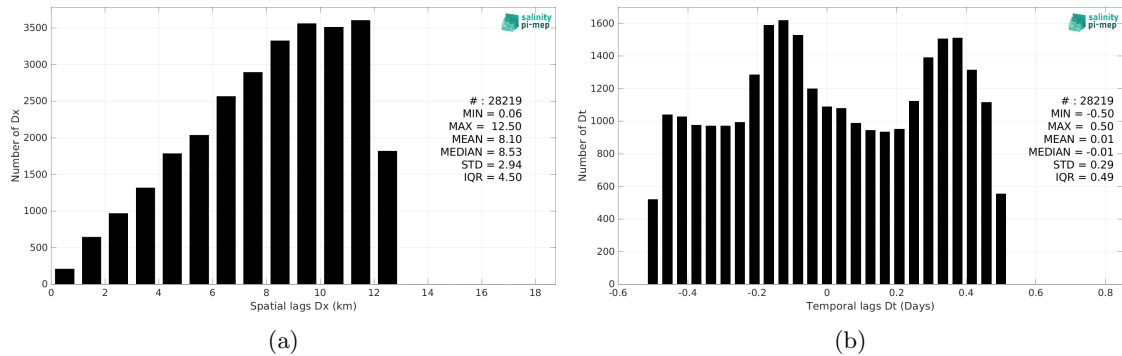 3500
3000
2500
2000
1500
1000
500
0
Number of Dx
salinity
pi-mep
# : 28219
MIN = 0.06
MAX = 12.50
MEAN = 8.10
MEDIAN = 8.53
STD = 2.94
IQR = 4.50
0 2 4 6 8 10 12 14 16 18
Spatial lags Dx (km)
(a)
1600
1400
1200
1000
800
600
400
200
0
Number of Dt
salinity
pi-mep
# : 28219
MIN = -0.50
MAX = 0.50
MEAN = 0.01
MEDIAN = -0.01
STD = 0.29
IQR = 0.49
-0.6 -0.4 -0.2 0 0.2 0.4 0.6 0.8
Temporal lags Dt (Days)
(b)